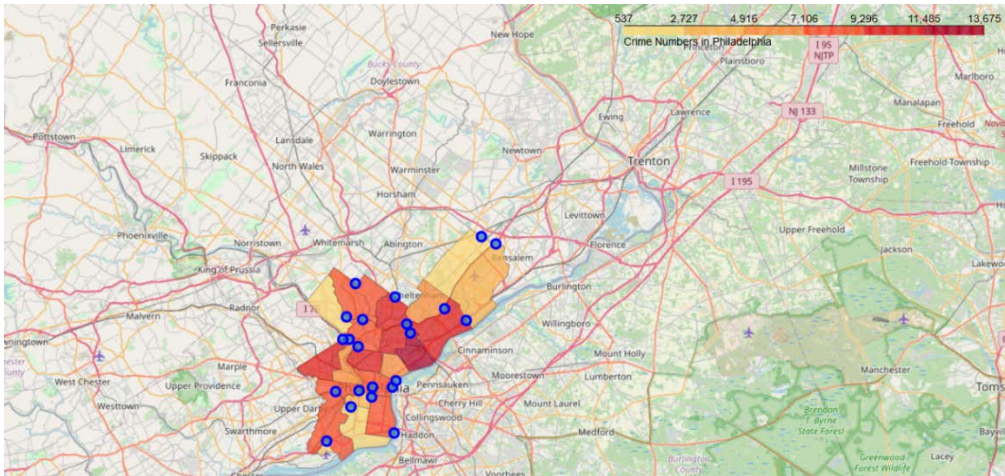 537 2,727 4,916 7,106 9,296 11,485 13,675
Crime Numbers in Philadelphia
Perkasie
Sellersville
New Hope
Princeton
Plainsboro
I 95
NJTP
Marlboro
Bucks County
Doylestown
Franconia
Manalapan
Freehold
NJ 133
Lawrence
Ewing
Pottstown
Limerick
Skippack
Lansdale
Warrington
North Wales
Newtown
Warminster
Trenton
Millstone
Township
Freehold Township
I 195
Horsham
Levittown
Upper Freehold
Phoenixville
Norristown
Whitemarsh
Abington
Florence
Jackson
King of Prussia
Bensalem
Burlington
Radnor
Cheltenham
Malvern
Willingboro
Cinnaminson
Mount Holly
Marple
West Chester
Upper Providence
Pennsauken
Moorestown
Lumberton
Manchester
Westtown
Upper Darby
Cherry Hill
Mount Laurel
Collingswood
Brendan
T Byrne
State Forest
Swarthmore
Haddon
Medford
Bellmawr
Voorhees
Burlington
County
Greenwood
Forest Wildlife
Lacey